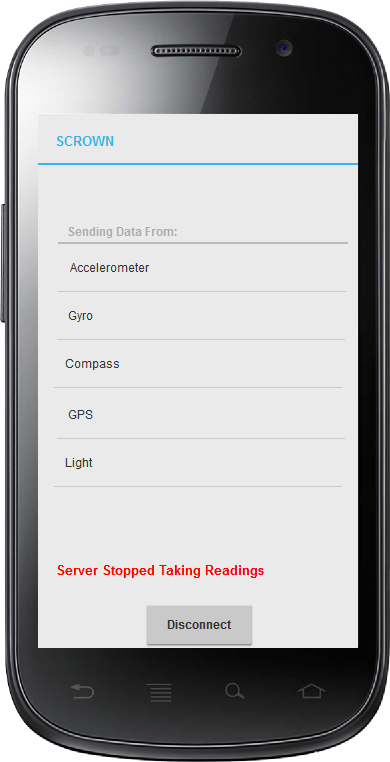 SCROWN
Sending Data From:
Accelerometer
Gyro
Compass
GPS
Light
Server Stopped Taking Readings
Disconnect